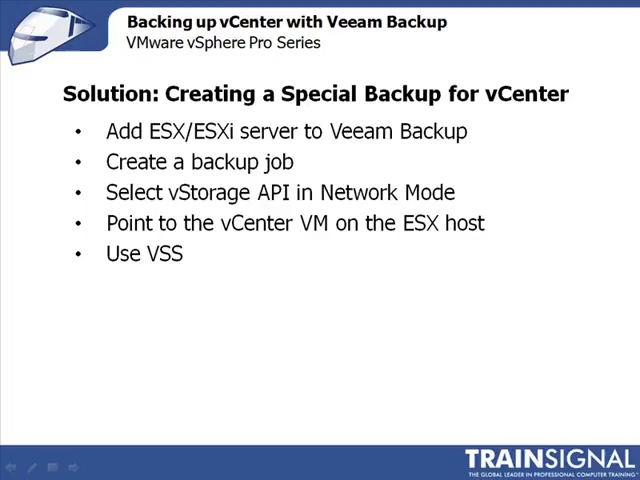 Backing up vCenter with Veeam Backup
VMware vSphere Pro Series
Solution: Creating a Special Backup for vCenter
• Add ESX/ESXi server to Veeam Backup
• Create a backup job
• Select vStorage API in Network Mode
• Point to the vCenter VM on the ESX host
• Use VSS
TRAINSIGNAL
THE GLOBAL LEADER IN PROFESSIONAL COMPUTER TRAINING